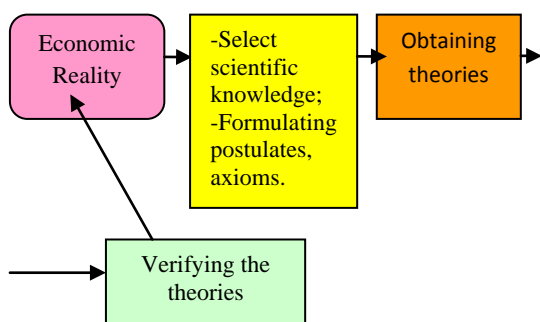 Economic
Reality
-Select
scientific
knowledge;
-Formulating
postulates,
axioms.
Obtaining
theories
Verifying the
theories